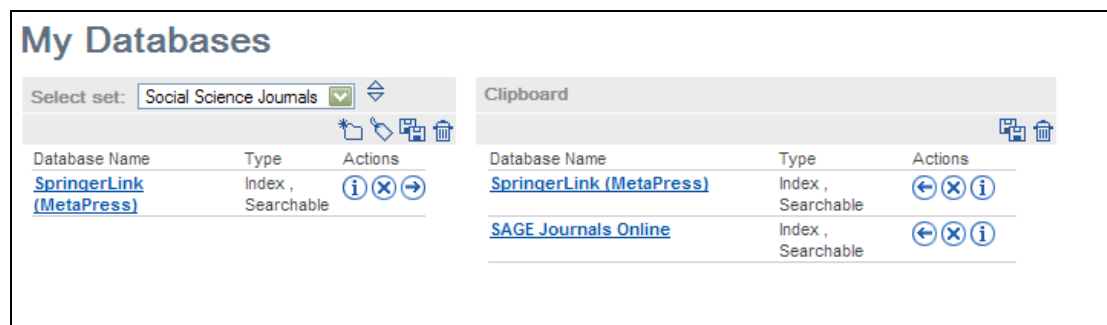 My Databases
Select set: Social Science Journals
Database Name Type Actions
SpringerLink Index ,
(MetaPress) Searchable
Clipboard
Database Name Type Actions
SpringerLink (MetaPress) Index ,
Searchable
SAGE Journals Online Index ,
Searchable